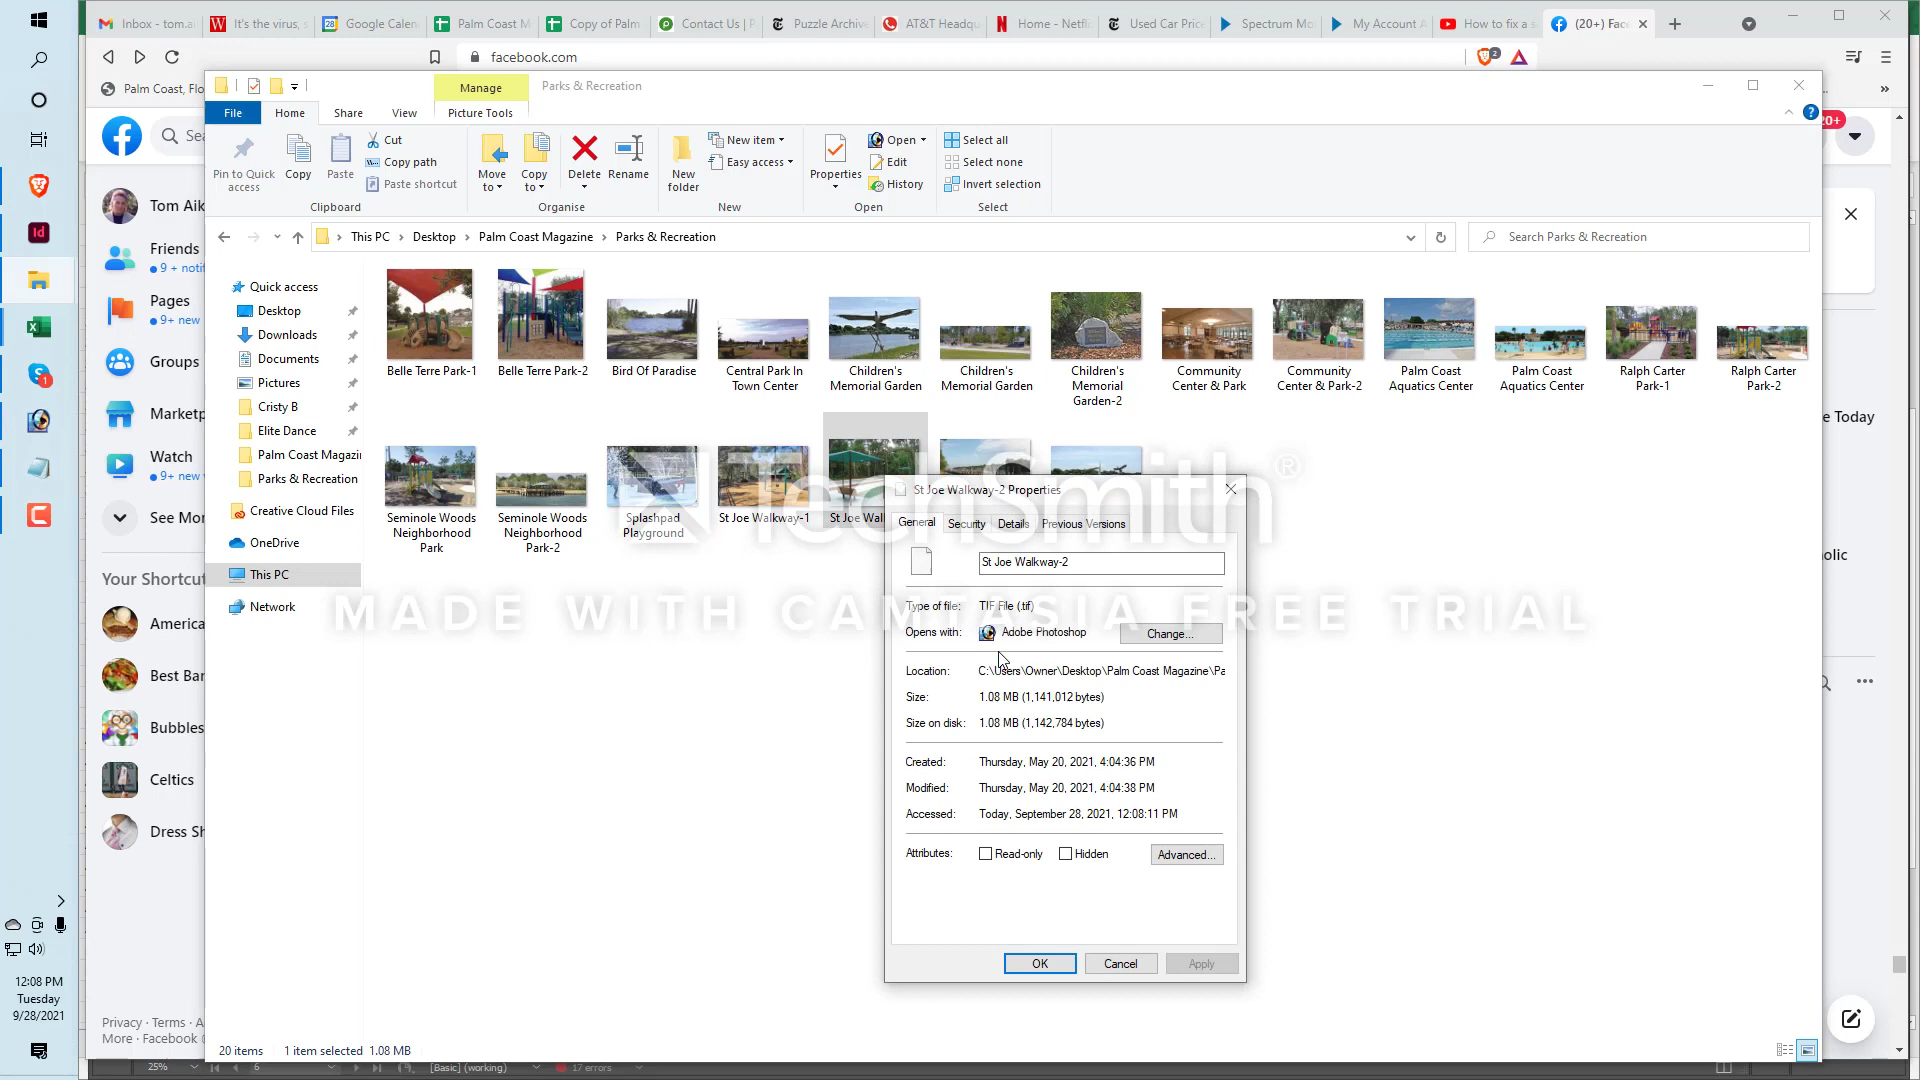 Inbox - tom.a
It's the virus, s
Google Calen
Palm Coast M
Copy of Palm
Contact Us | P
Puzzle Archive
AT&T Headqu
Home - Netfli
Used Car Price
Spectrum Mo
My Account
How to fix a s
(20+) Face
facebook.com
2
Palm Coast, Flo
Manage
Parks & Recreation
File
Home
Share
View
Picture Tools
Pin to Quick access
Copy
Paste
Cut
Copy path
Paste shortcut
Clipboard
Move to
Copy to
Delete
Rename
Organise
New folder
New item
Easy access
New
Properties
Open
Edit
History
Open
Select all
Select none
Invert selection
Select
This PC > Desktop > Palm Coast Magazine > Parks & Recreation
Search Parks & Recreation
Sea
20+
Tom Aik
Friends
9 + noti
Pages
9 + new
Groups
Marketp
Watch
9 + new
See Mor
Your Shortcut
America
Best Bar
Bubbles
Celtics
Dress Sh
Privacy · Terms · A
More · Facebook ©
Quick access
Desktop
Downloads
Documents
Pictures
Cristy B
Elite Dance
Palm Coast Magazi
Parks & Recreation
Creative Cloud Files
OneDrive
This PC
Network
Belle Terre Park-1
Belle Terre Park-2
Bird Of Paradise
Central Park In Town Center
Children's Memorial Garden
Children's Memorial Garden
Children's Memorial Garden-2
Community Center & Park
Community Center & Park-2
Palm Coast Aquatics Center
Palm Coast Aquatics Center
Ralph Carter Park-1
Ralph Carter Park-2
Seminole Woods Neighborhood Park
Seminole Woods Neighborhood Park-2
Splashpad Playground
St Joe Walkway-1
St Joe Wal
TechSmith®
MADE WITH CAMTASIA FREE TRIAL
St Joe Walkway-2 Properties
General
Security
Details
Previous Versions
St Joe Walkway-2
Type of file: TIF File (.tif)
Opens with: Adobe Photoshop
Change...
Location: C:\Users\Owner\Desktop\Palm Coast Magazine\Pa
Size: 1.08 MB (1,141,012 bytes)
Size on disk: 1.08 MB (1,142,784 bytes)
Created: Thursday, May 20, 2021, 4:04:36 PM
Modified: Thursday, May 20, 2021, 4:04:38 PM
Accessed: Today, September 28, 2021, 12:08:11 PM
Attributes: Read-only Hidden
Advanced...
OK
Cancel
Apply
e Today
olic
Id
1
12:08 PM
Tuesday
9/28/2021
20 items 1 item selected 1.08 MB
25%
6
[Basic] (working)
17 errors